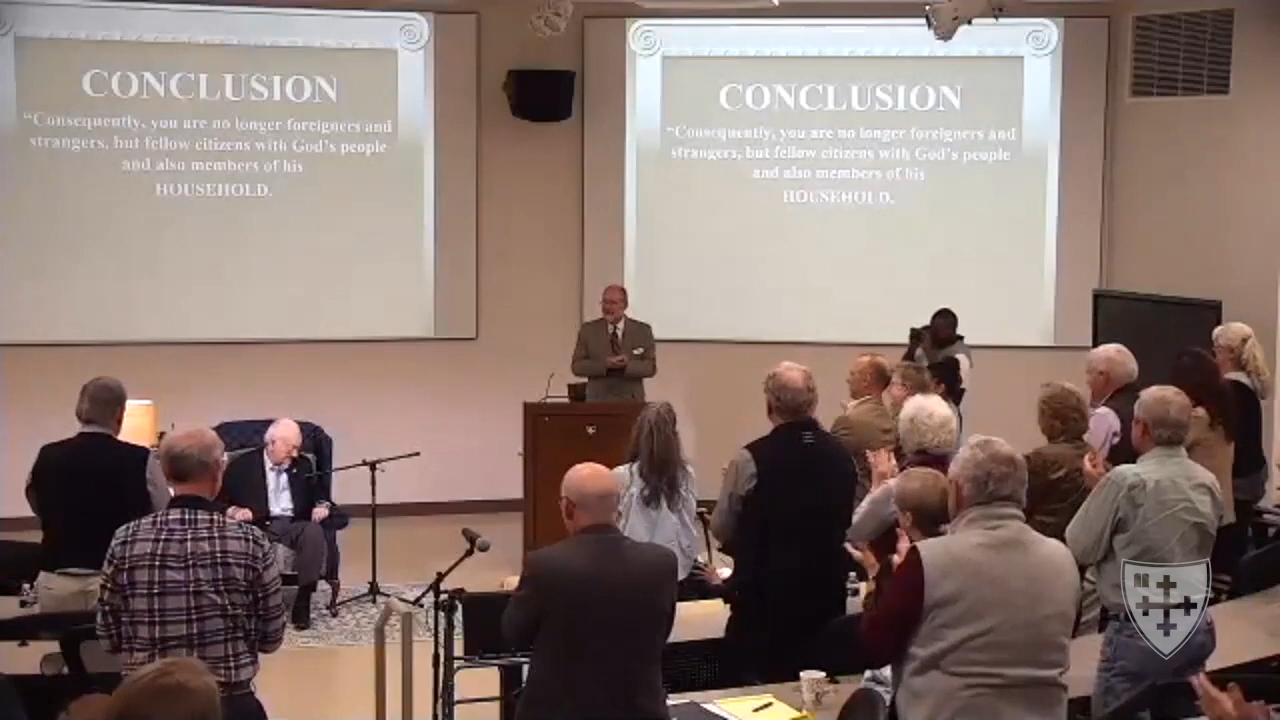 CONCLUSION
“Consequently, you are no longer foreigners and
strangers, but fellow citizens with God's people
and also members of his
HOUSEHOLD.
CONCLUSION
“Consequently, you are no longer foreigners and
strangers, but fellow citizens with God's people
and also members of his
HOUSEHOLD.